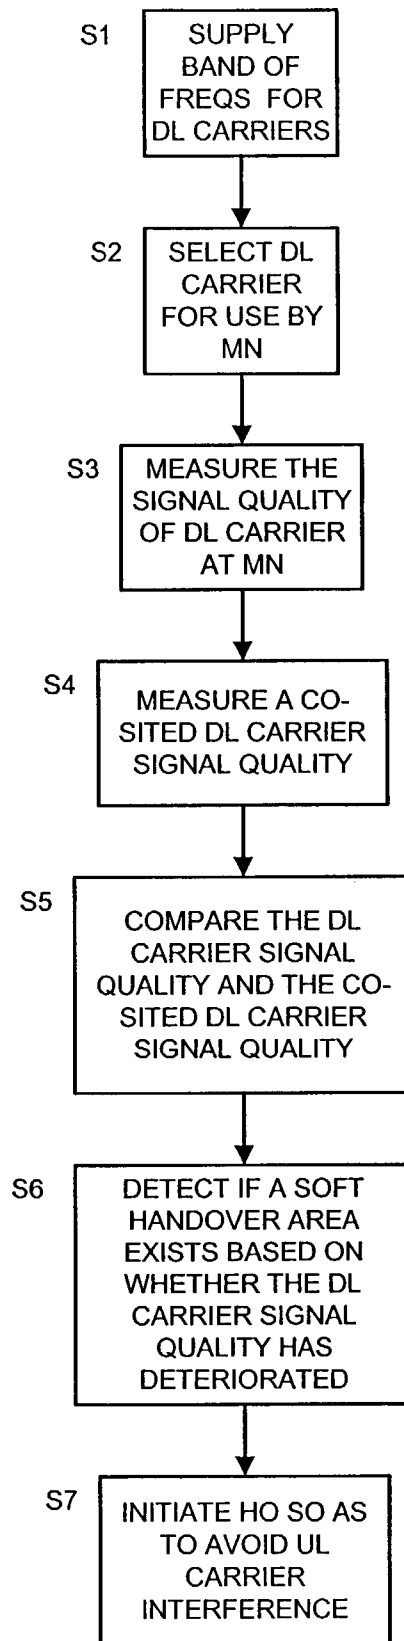 S1
SUPPLY
BAND OF
FREQS FOR
DL CARRIERS
S2
SELECT DL
CARRIER
FOR USE BY
MN
S3
MEASURE THE
SIGNAL QUALITY
OF DL CARRIER
AT MN
S4
MEASURE A CO-
SITED DL CARRIER
SIGNAL QUALITY
S5
COMPARE THE DL
CARRIER SIGNAL
QUALITY AND THE CO-
SITED DL CARRIER
SIGNAL QUALITY
S6
DETECT IF A SOFT
HANDOVER AREA
EXISTS BASED ON
WHETHER THE DL
CARRIER SIGNAL
QUALITY HAS
DETERIORATED
S7
INITIATE HO SO AS
TO AVOID UL
CARRIER
INTERFERENCE